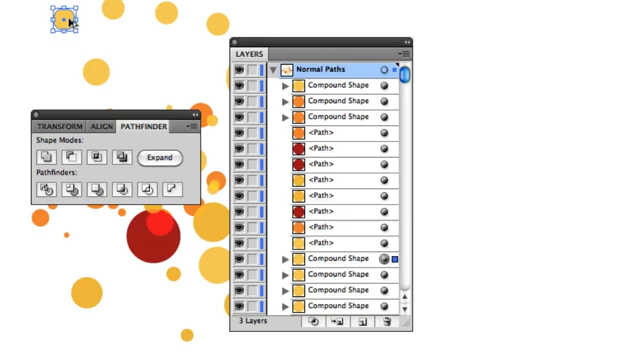 LAYERS
Normal Paths
Compound Shape
Compound Shape
Compound Shape
<Path>
<Path>
<Path>
<Path>
<Path>
<Path>
<Path>
<Path>
Compound Shape
Compound Shape
Compound Shape
Compound Shape
3 Layers
TRANSFORM ALIGN PATHFINDER
Shape Modes:
Expand
Pathfinders: